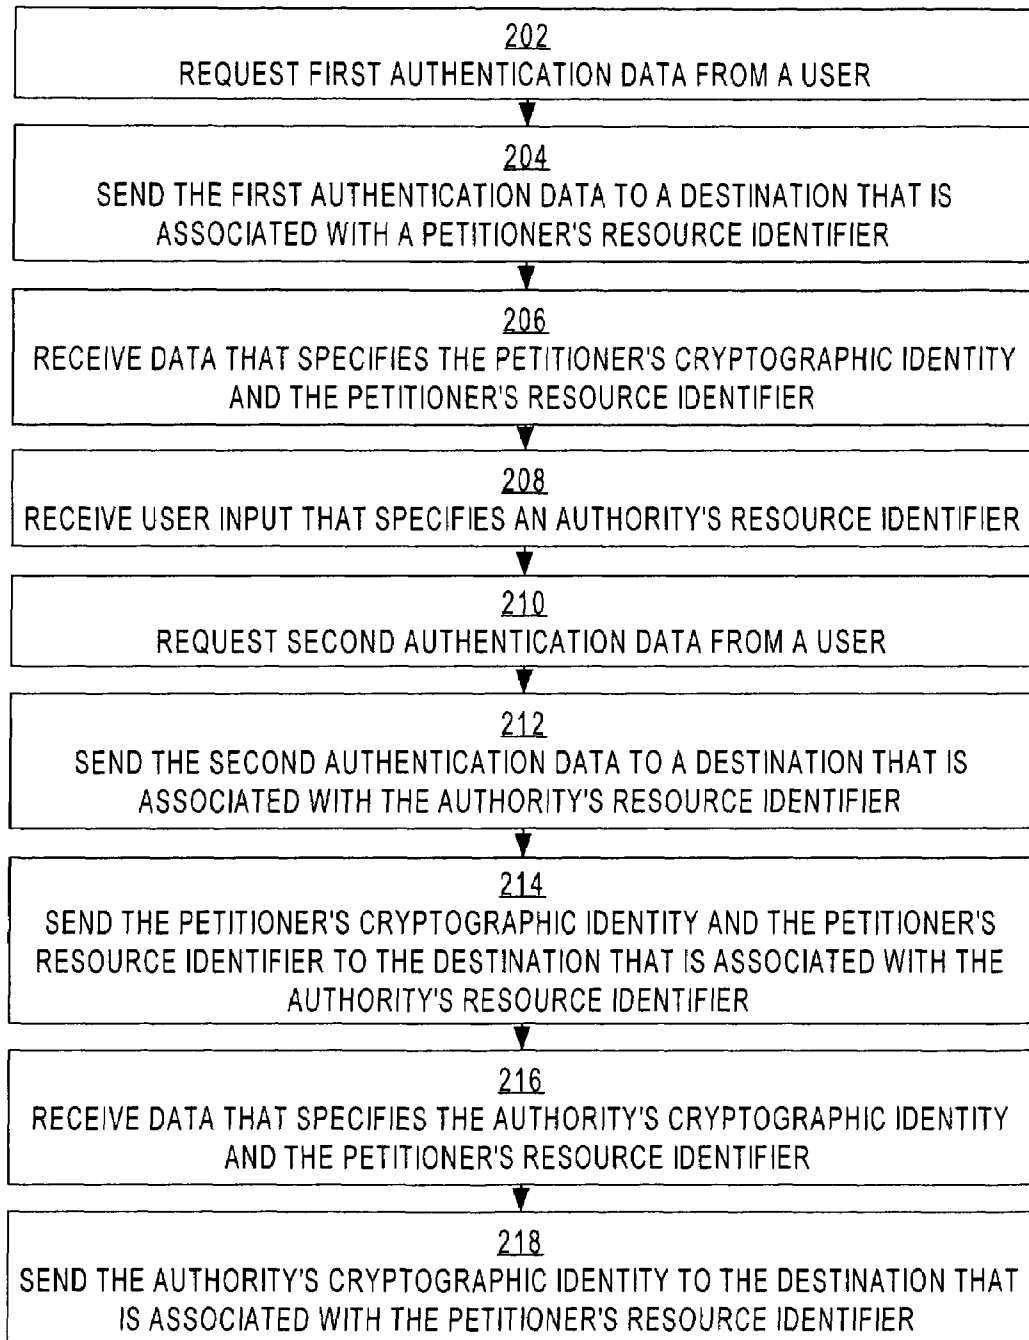 202
REQUEST FIRST AUTHENTICATION DATA FROM A USER
204
SEND THE FIRST AUTHENTICATION DATA TO A DESTINATION THAT IS
ASSOCIATED WITH A PETITIONER'S RESOURCE IDENTIFIER
206
RECEIVE DATA THAT SPECIFIES THE PETITIONER'S CRYPTOGRAPHIC IDENTITY
AND THE PETITIONER'S RESOURCE IDENTIFIER
208
RECEIVE USER INPUT THAT SPECIFIES AN AUTHORITY'S RESOURCE IDENTIFIER
210
REQUEST SECOND AUTHENTICATION DATA FROM A USER
212
SEND THE SECOND AUTHENTICATION DATA TO A DESTINATION THAT IS
ASSOCIATED WITH THE AUTHORITY'S RESOURCE IDENTIFIER
214
SEND THE PETITIONER'S CRYPTOGRAPHIC IDENTITY AND THE PETITIONER'S
RESOURCE IDENTIFIER TO THE DESTINATION THAT IS ASSOCIATED WITH THE
AUTHORITY'S RESOURCE IDENTIFIER
216
RECEIVE DATA THAT SPECIFIES THE AUTHORITY'S CRYPTOGRAPHIC IDENTITY
AND THE PETITIONER'S RESOURCE IDENTIFIER
218
SEND THE AUTHORITY'S CRYPTOGRAPHIC IDENTITY TO THE DESTINATION THAT
IS ASSOCIATED WITH THE PETITIONER'S RESOURCE IDENTIFIER